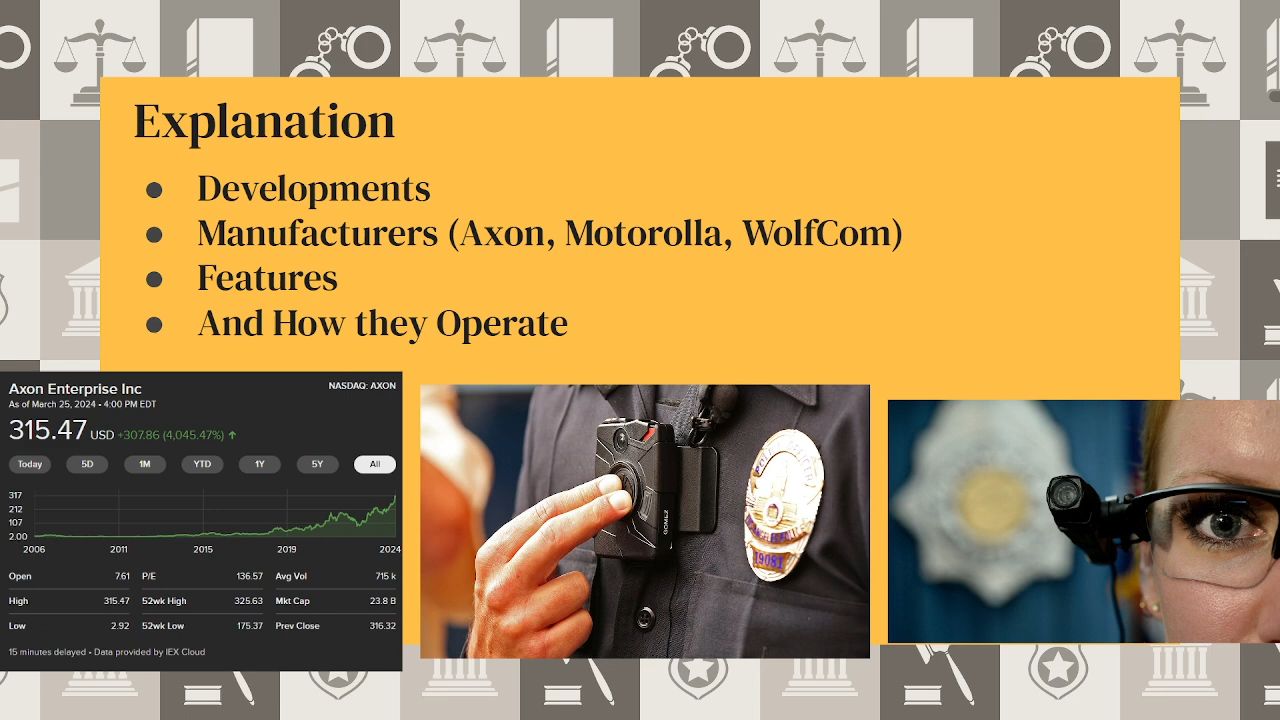 Explanation
● Developments
● Manufacturers (Axon, Motorolla, WolfCom)
● Features
● And How they Operate
Axon Enterprise Inc NASDAQ: AXON
As of March 25, 2024 • 4:00 PM EDT
315.47 USD +307.86 (4,045.47%) ↑
Today 5D 1M YTD 1Y 5Y All
317
212
107
2.00
2006 2011 2015 2019 2024
Open 7.61 P/E 136.57 Avg Vol 715 k
High 315.47 52wk High 325.63 Mkt Cap 23.8 B
Low 2.92 52wk Low 175.37 Prev Close 316.32
15 minutes delayed • Data provided by IEX Cloud
GOMEZ
POLICE OFFICER
19081